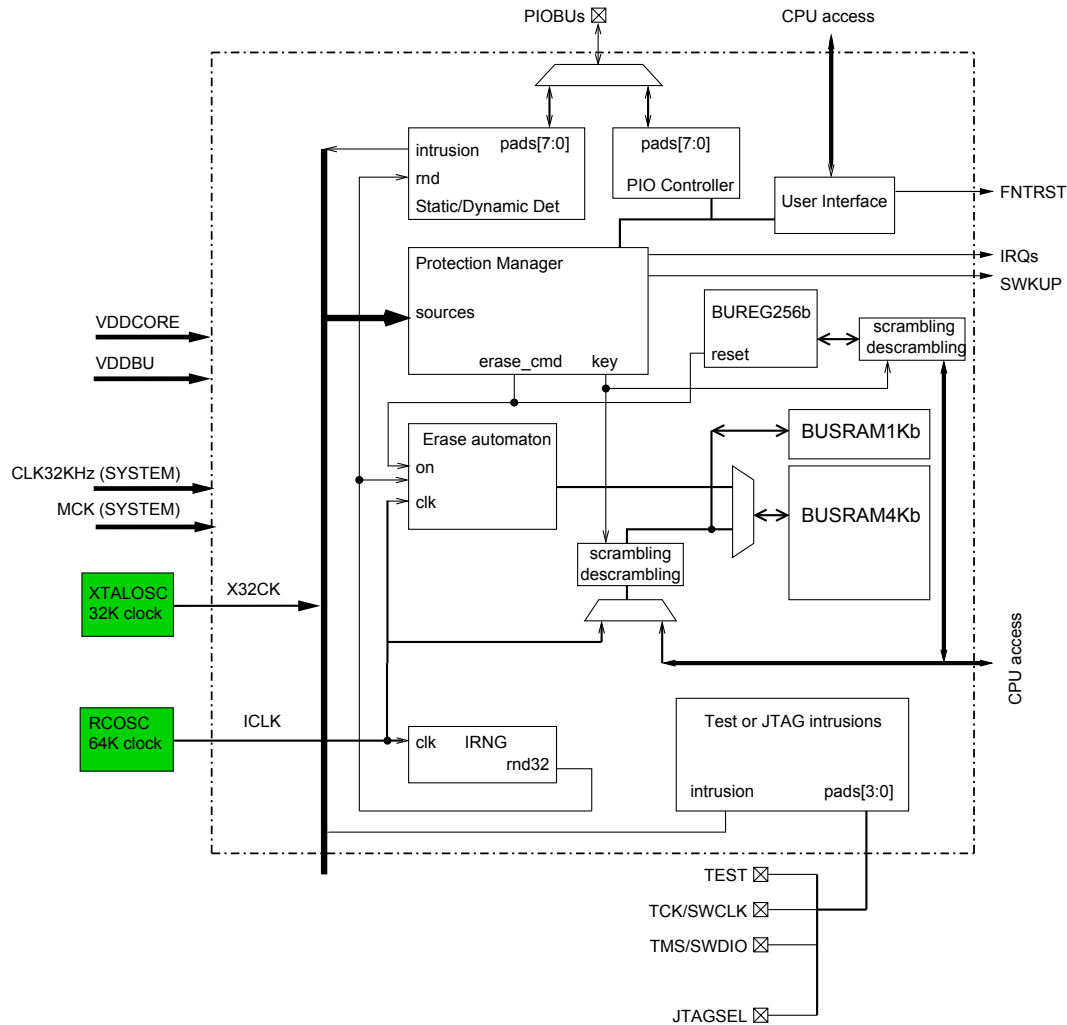 PIOBUs
CPU access
intrusion
pads[7:0]
rnd
Static/Dynamic Det
pads[7:0]
PIO Controller
User Interface
FNTRST
Protection Manager
IRQs
SWKUP
sources
erase_cmd
key
BUREG256b
reset
scrambling
descrambling
VDDCORE
VDDBU
Erase automaton
on
clk
BUSRAM1Kb
BUSRAM4Kb
CLK32KHz (SYSTEM)
MCK (SYSTEM)
scrambling
descrambling
XTALOSC
32K clock
X32CK
CPU access
RCOSC
64K clock
ICLK
clk
IRNG
rnd32
Test or JTAG intrusions
intrusion
pads[3:0]
TEST
TCK/SWCLK
TMS/SWDIO
JTAGSEL